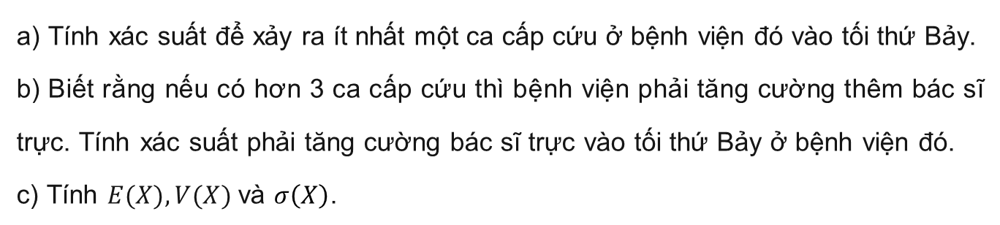 a) Tính xác suất để xảy ra ít nhất một ca cấp cứu ở bệnh viện đó vào tối thứ Bảy.
b) Biết rằng nếu có hơn 3 ca cấp cứu thì bệnh viện phải tăng cường thêm bác sĩ
trực. Tính xác suất phải tăng cường bác sĩ trực vào tối thứ Bảy ở bệnh viện đó.
c) Tính E(X), V(X) và σ(X).